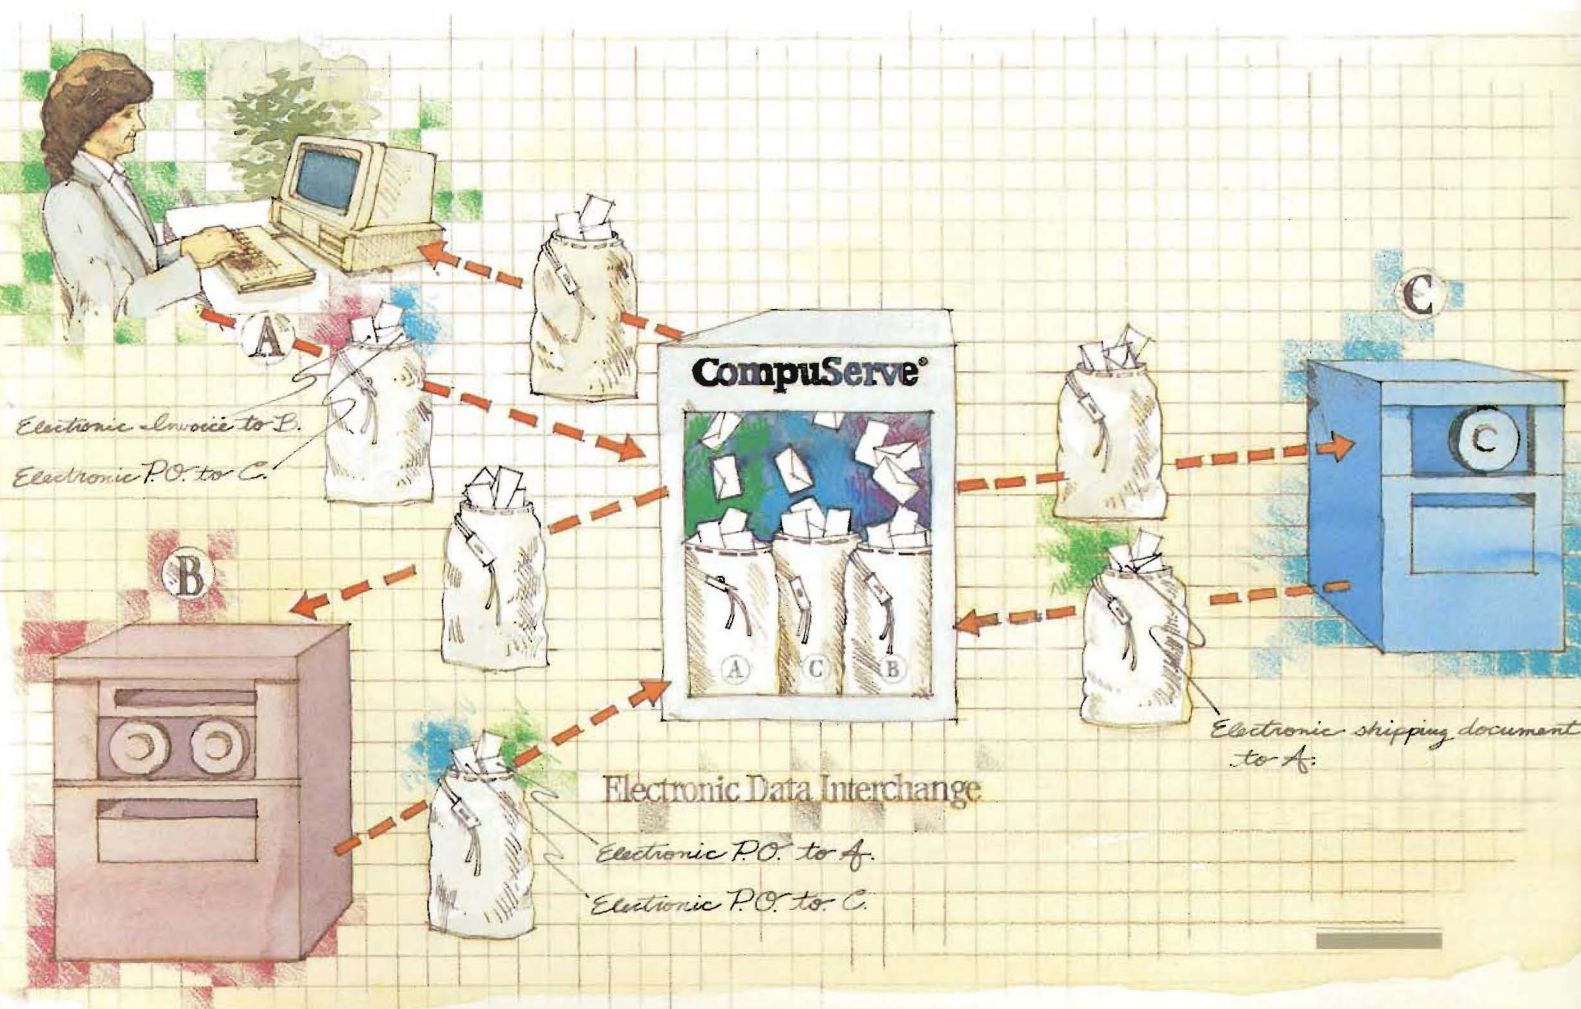 A
Electronic Invoice to B.
Electronic P.O. to C.
CompuServe®
C
C
B
A
C
B
Electronic shipping document
to A.
Electronic Data Interchange
Electronic P.O. to A.
Electronic P.O. to C.